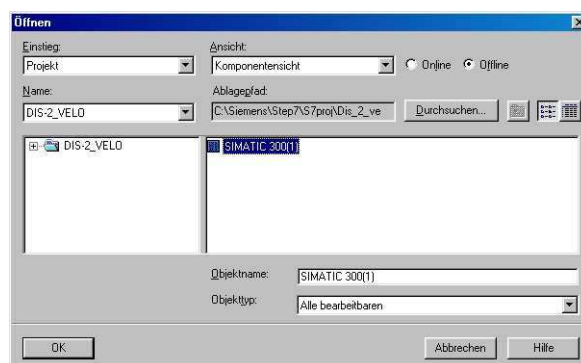 Öffnen
Einstieg:
Ansicht:
Projekt
Komponentensicht
Online
Offline
Name:
Ablagepfad:
DIS-2_VELO
C:\Siemens\Step7\S7proj\Dis_2_ve
Durchsuchen...
DIS-2_VELO
SIMATIC 300(1)
Objektname:
SIMATIC 300(1)
Objekttyp:
Alle bearbeitbaren
OK
Abbrechen
Hilfe